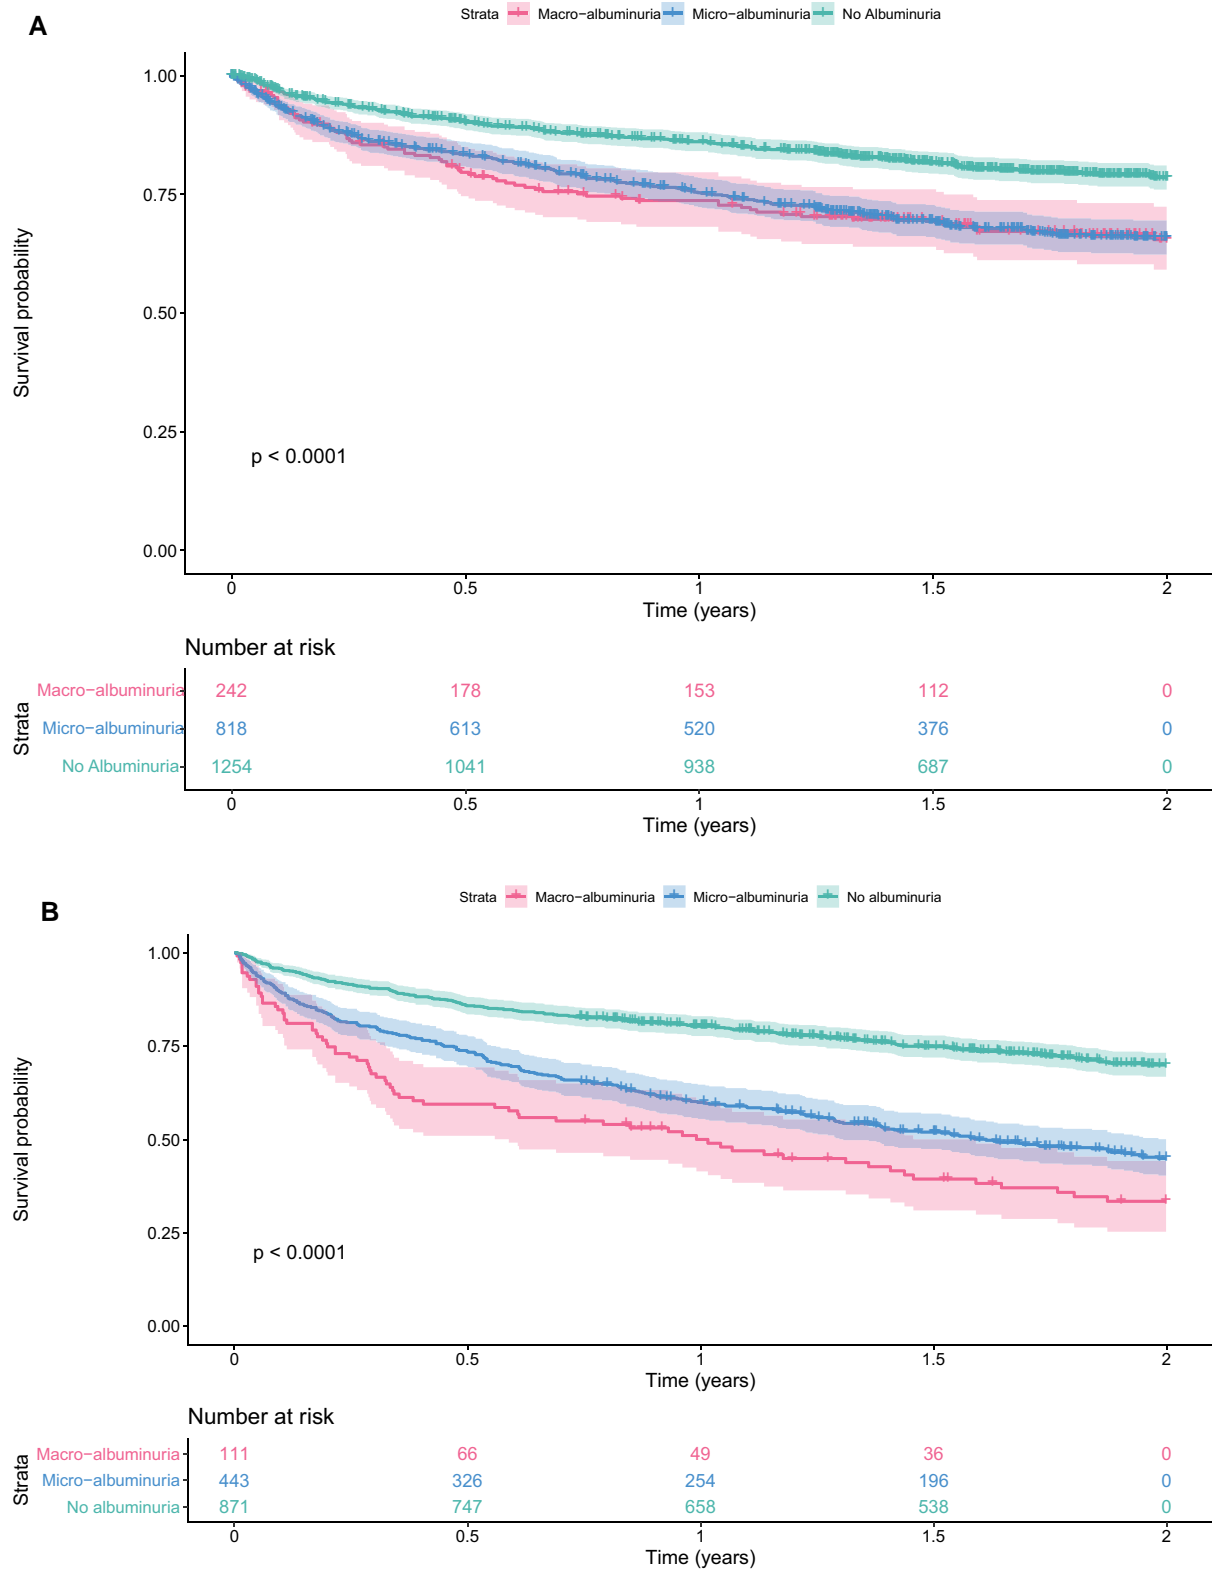 A
Strata Macro−albuminuria Micro−albuminuria No Albuminuria
1.00
0.75
0.50
0.25
0.00
Survival probability
p < 0.0001
0 0.5 1 1.5 2
Time (years)
Number at risk
Strata
Macro−albuminuria 242 178 153 112 0
Micro−albuminuria 818 613 520 376 0
No Albuminuria 1254 1041 938 687 0
0 0.5 1 1.5 2
Time (years)
B
Strata Macro−albuminuria Micro−albuminuria No albuminuria
1.00
0.75
0.50
0.25
0.00
Survival probability
p < 0.0001
0 0.5 1 1.5 2
Time (years)
Number at risk
Strata
Macro−albuminuria 111 66 49 36 0
Micro−albuminuria 443 326 254 196 0
No albuminuria 871 747 658 538 0
0 0.5 1 1.5 2
Time (years)